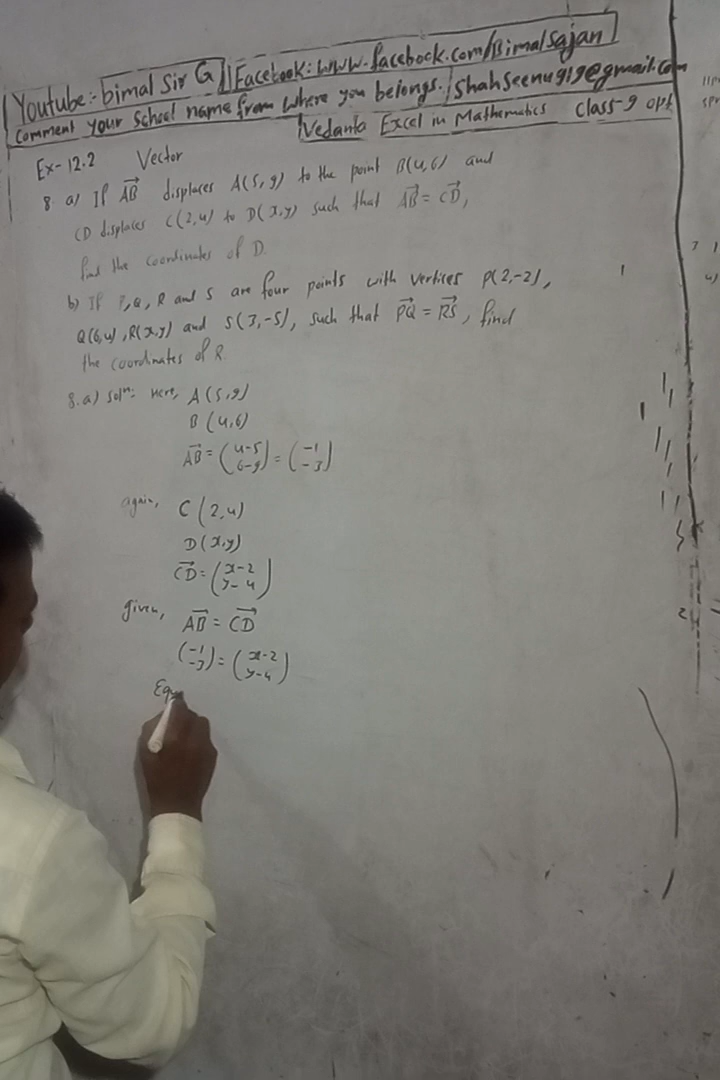 Youtube:- bimal Sir G || Facebook: www.facebook.com/Bimalsajan
Comment your School name from where you belongs. / Shahseenu919@gmail.com
Vedanta Excel in Mathematics class-9 opt
Ex-12.2 Vector
8. a) If AB→ displaces A(5,9) to the point B(4,6) and
CD displaces C(2,4) to D(x,y) such that AB→ = CD→,
find the coordinates of D.
b) If P,Q,R and S are four points with vertices P(2,-2),
Q(6,4), R(x,y) and S(3,-5), such that PQ→ = RS→, find
the coordinates of R.
8.a) Soln: Here, A(5,9)
B(4,6)
AB→ = (4-5 6-9) = (-1 -3)
again, C(2,4)
D(x,y)
CD→ = (x-2 y-4)
given, AB→ = CD→
(-1 -3) = (x-2 y-4)
Equ